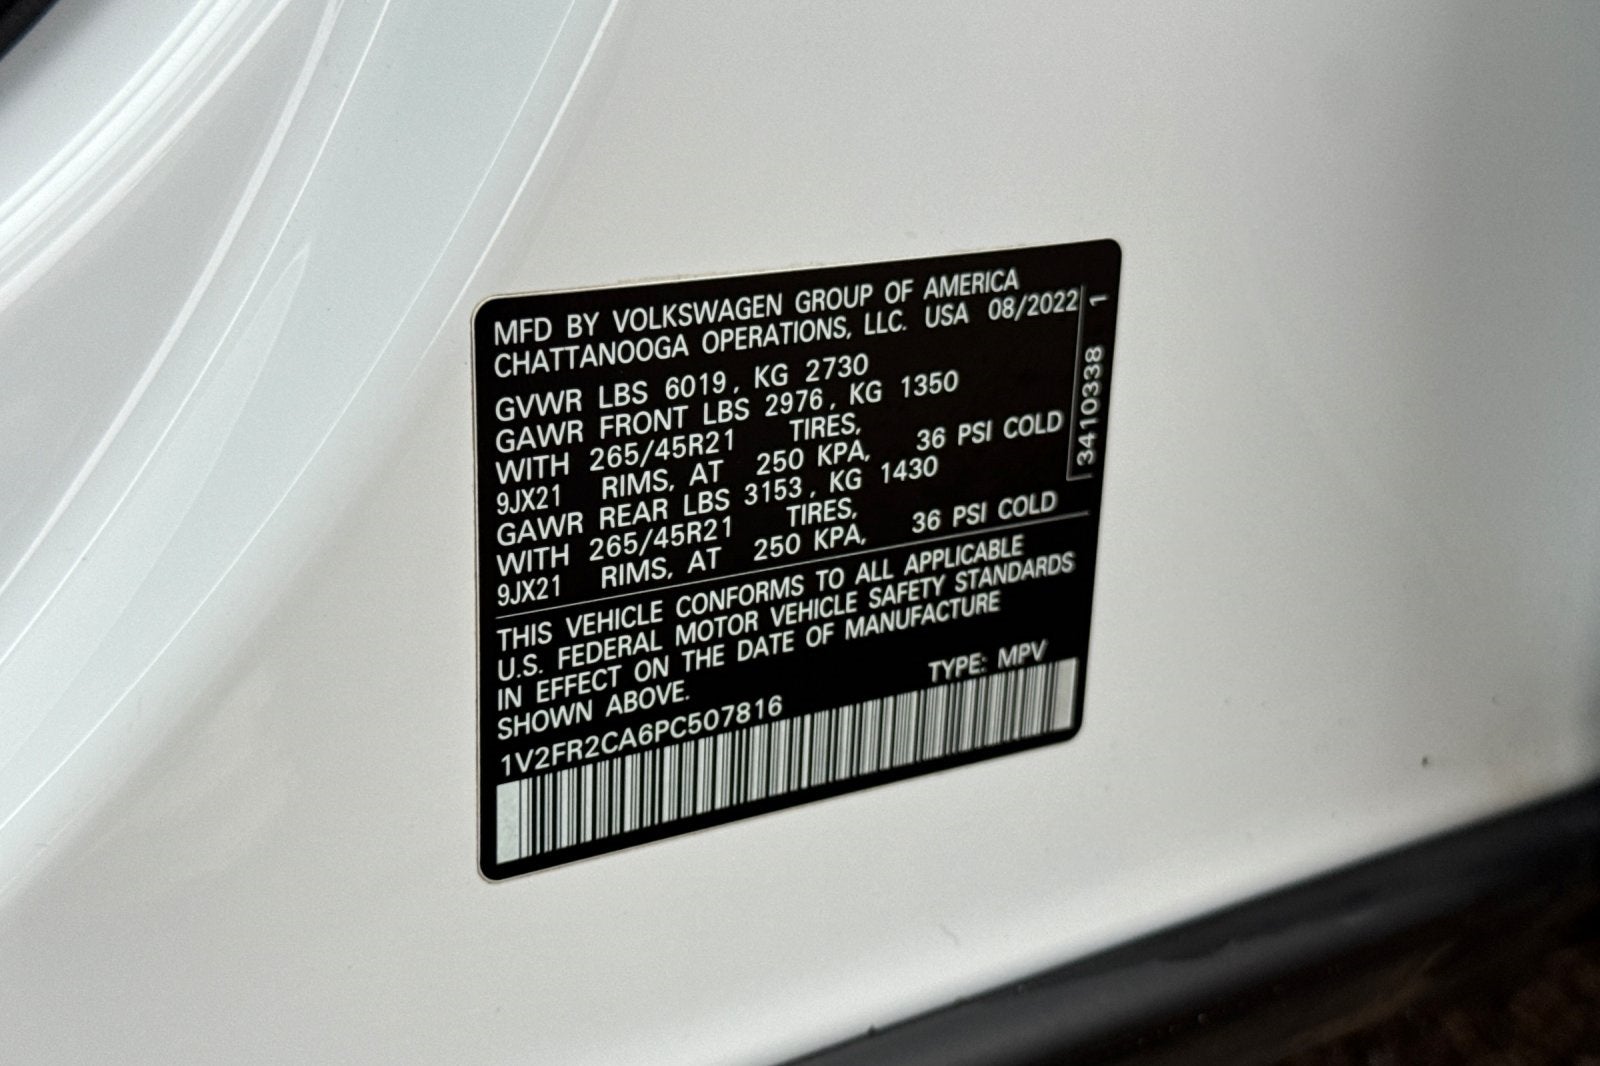 MFD BY VOLKSWAGEN GROUP OF AMERICA
CHATTANOOGA OPERATIONS, LLC. USA 08/2022
GVWR LBS 6019, KG 2730
GAWR FRONT LBS 2976, KG 1350
WITH 265/45R21 TIRES,
9JX21 RIMS, AT 250 KPA, 36 PSI COLD
GAWR REAR LBS 3153, KG 1430
WITH 265/45R21 TIRES,
9JX21 RIMS, AT 250 KPA, 36 PSI COLD
THIS VEHICLE CONFORMS TO ALL APPLICABLE
U.S. FEDERAL MOTOR VEHICLE SAFETY STANDARDS
IN EFFECT ON THE DATE OF MANUFACTURE
SHOWN ABOVE.
TYPE: MPV
1V2FR2CA6PC507816
3410338 1